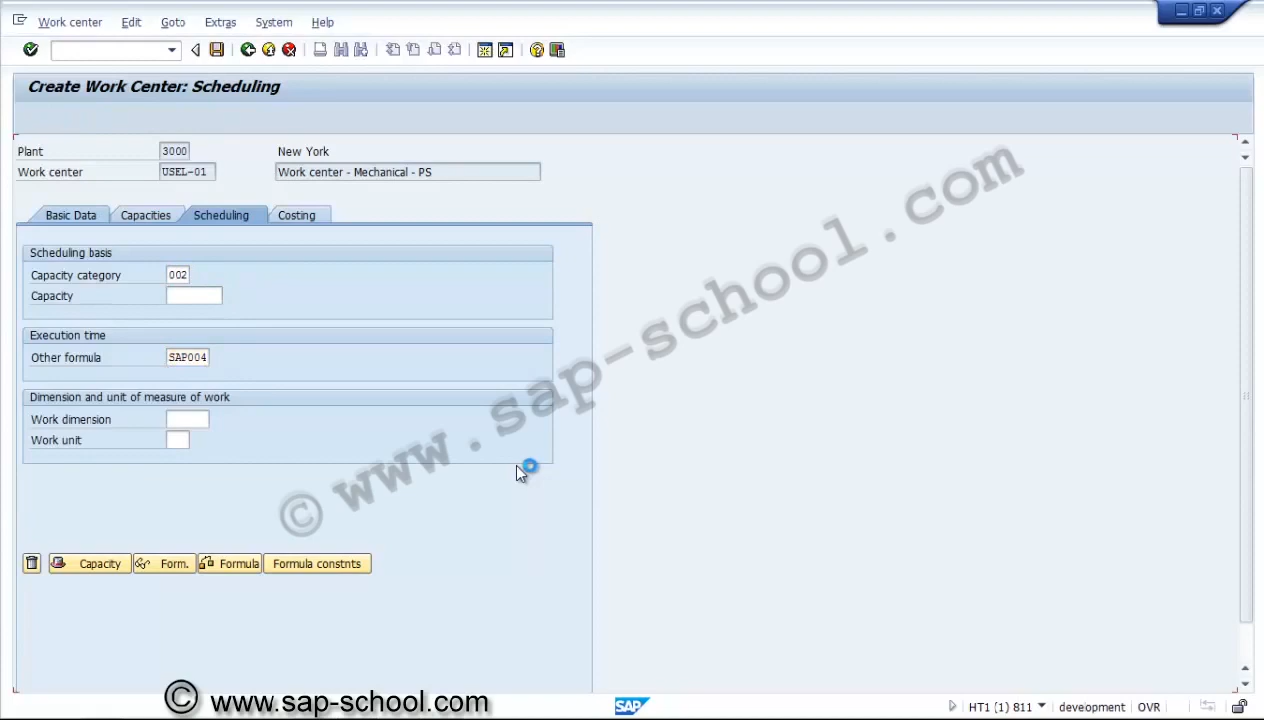 Work center Edit Goto Extras System Help
Create Work Center: Scheduling
Plant 3000 New York
Work center USEL-01 Work center - Mechanical - PS
Basic Data Capacities Scheduling Costing
Scheduling basis
Capacity category 002
Capacity
Execution time
Other formula SAP004
Dimension and unit of measure of work
Work dimension
Work unit
© www.sap-school.com
Capacity Form. Formula Formula constnts
© www.sap-school.com
SAP HT1 (1) 811 development OVR